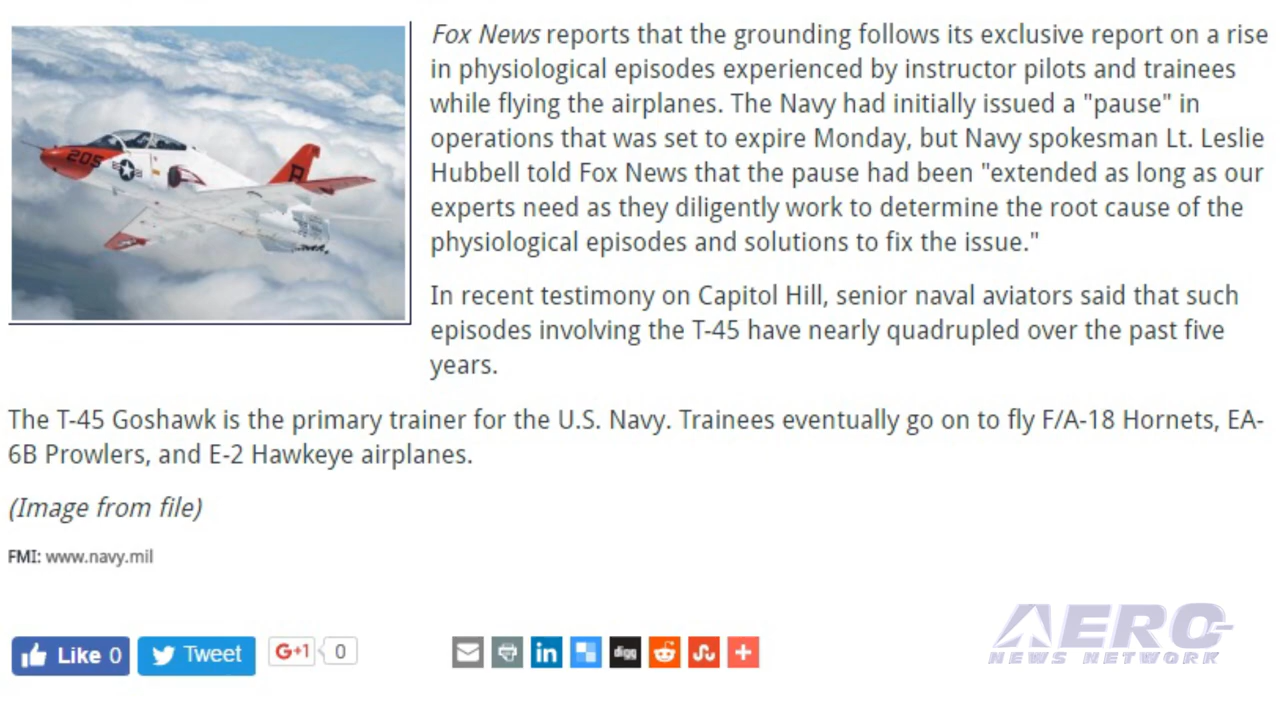 Fox News reports that the grounding follows its exclusive report on a rise
in physiological episodes experienced by instructor pilots and trainees
while flying the airplanes. The Navy had initially issued a "pause" in
operations that was set to expire Monday, but Navy spokesman Lt. Leslie
Hubbell told Fox News that the pause had been "extended as long as our
experts need as they diligently work to determine the root cause of the
physiological episodes and solutions to fix the issue."
In recent testimony on Capitol Hill, senior naval aviators said that such
episodes involving the T-45 have nearly quadrupled over the past five
years.
205
The T-45 Goshawk is the primary trainer for the U.S. Navy. Trainees eventually go on to fly F/A-18 Hornets, EA-
6B Prowlers, and E-2 Hawkeye airplanes.
(Image from file)
FMI: www.navy.mil
Like 0
Tweet
G+1 0
in
digg
AERO
NEWS NETWORK